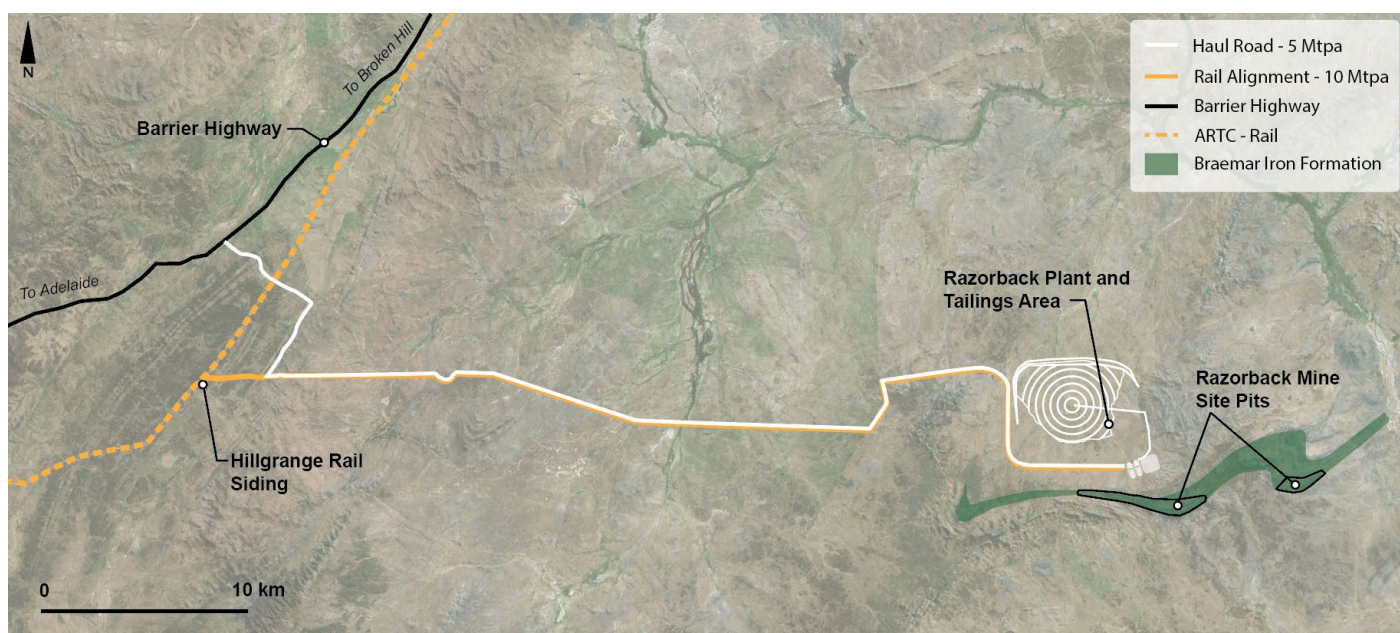 N
To Broken Hill
Barrier Highway
To Adelaide
Haul Road - 5 Mtpa
Rail Alignment - 10 Mtpa
Barrier Highway
ARTC - Rail
Braemar Iron Formation
Razorback Plant and
Tailings Area
Razorback Mine
Site Pits
Hillgrange Rail
Siding
0 10 km